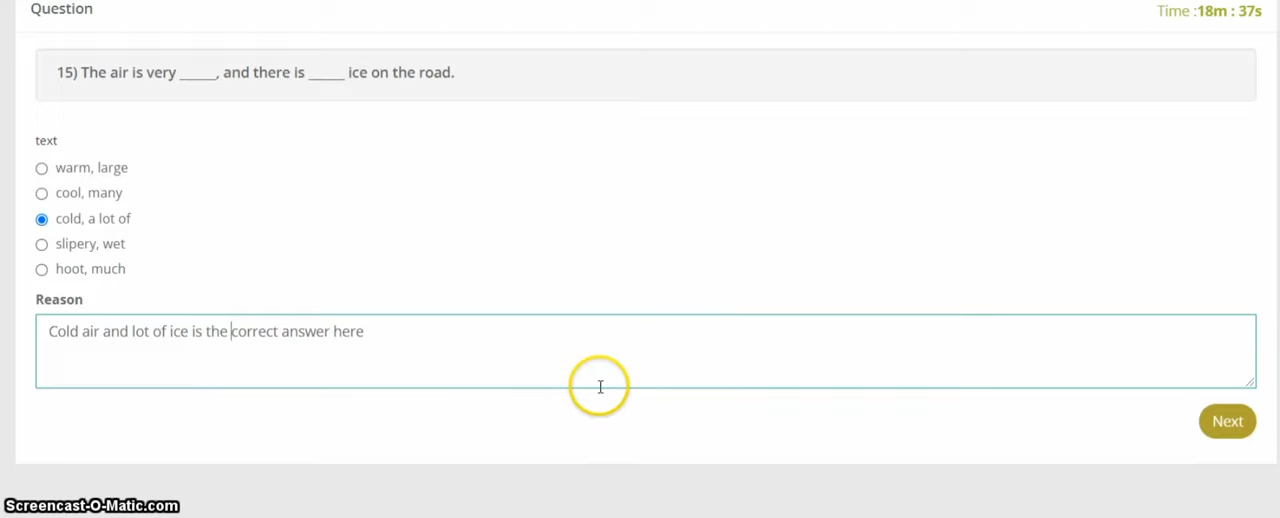 Question
Time :18m : 37s
15) The air is very _____, and there is _____ ice on the road.
text
warm, large
cool, many
cold, a lot of
slipery, wet
hoot, much
Reason
Cold air and lot of ice is the correct answer here
Next
Screencast-O-Matic.com